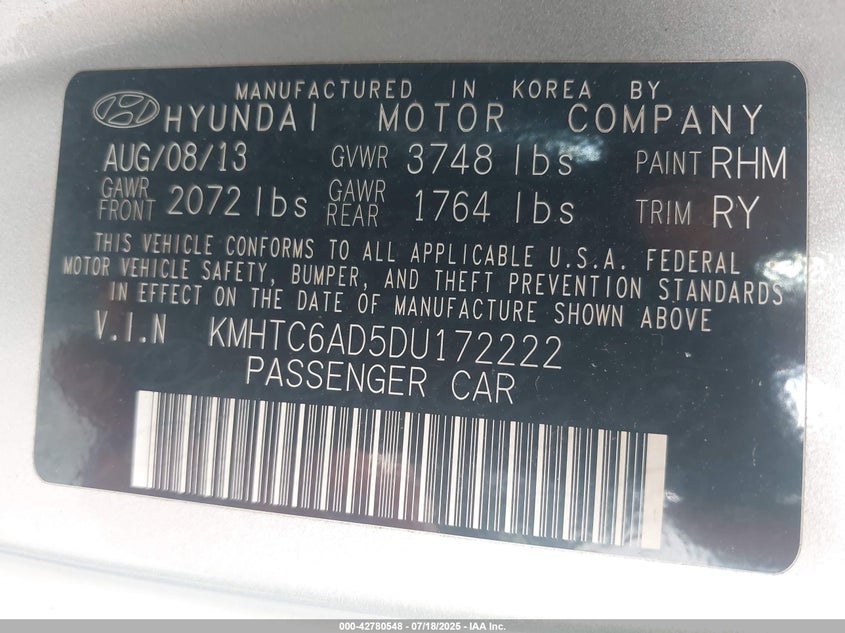 MANUFACTURED IN KOREA BY
HYUNDAI MOTOR COMPANY
AUG/08/13 GVWR 3748 lbs PAINT RHM
GAWR FRONT 2072 lbs GAWR REAR 1764 lbs TRIM RY
THIS VEHICLE CONFORMS TO ALL APPLICABLE U.S.A. FEDERAL
MOTOR VEHICLE SAFETY, BUMPER, AND THEFT PREVENTION STANDARDS
IN EFFECT ON THE DATE OF MANUFACTURE SHOWN ABOVE
V.I.N KMHTC6AD5DU172222
PASSENGER CAR
000-42780548 - 07/18/2025 - IAA Inc.